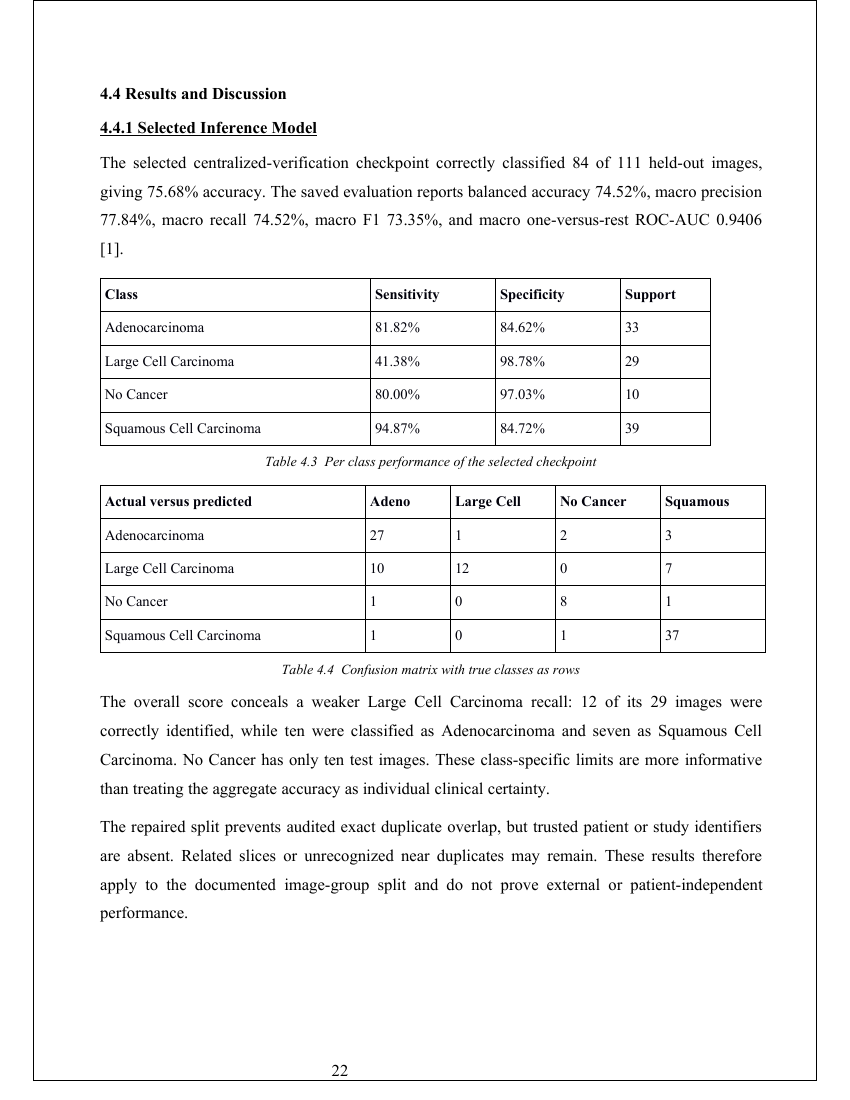 4.4 Results and Discussion
4.4.1 Selected Inference Model
The selected centralized-verification checkpoint correctly classified 84 of 111 held-out images,
giving 75.68% accuracy. The saved evaluation reports balanced accuracy 74.52%, macro precision
77.84%, macro recall 74.52%, macro F1 73.35%, and macro one-versus-rest ROC-AUC 0.9406
[1].
Class Sensitivity Specificity Support
Adenocarcinoma 81.82% 84.62% 33
Large Cell Carcinoma 41.38% 98.78% 29
No Cancer 80.00% 97.03% 10
Squamous Cell Carcinoma 94.87% 84.72% 39
Table 4.3 Per class performance of the selected checkpoint
Actual versus predicted Adeno Large Cell No Cancer Squamous
Adenocarcinoma 27 1 2 3
Large Cell Carcinoma 10 12 0 7
No Cancer 1 0 8 1
Squamous Cell Carcinoma 1 0 1 37
Table 4.4 Confusion matrix with true classes as rows
The overall score conceals a weaker Large Cell Carcinoma recall: 12 of its 29 images were
correctly identified, while ten were classified as Adenocarcinoma and seven as Squamous Cell
Carcinoma. No Cancer has only ten test images. These class-specific limits are more informative
than treating the aggregate accuracy as individual clinical certainty.
The repaired split prevents audited exact duplicate overlap, but trusted patient or study identifiers
are absent. Related slices or unrecognized near duplicates may remain. These results therefore
apply to the documented image-group split and do not prove external or patient-independent
performance.
22